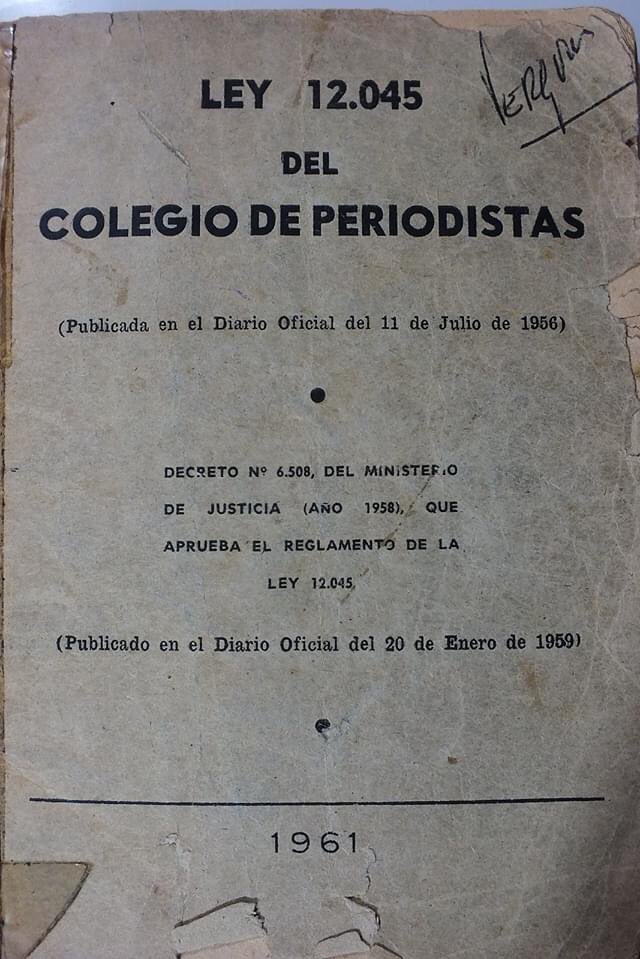 LEY 12.045
DEL
COLEGIO DE PERIODISTAS
(Publicada en el Diario Oficial del 11 de Julio de 1956)
DECRETO Nº 6.508, DEL MINISTERIO
DE JUSTICIA (AÑO 1958), QUE
APRUEBA EL REGLAMENTO DE LA
LEY 12.045
(Publicado en el Diario Oficial del 20 de Enero de 1959)
1961